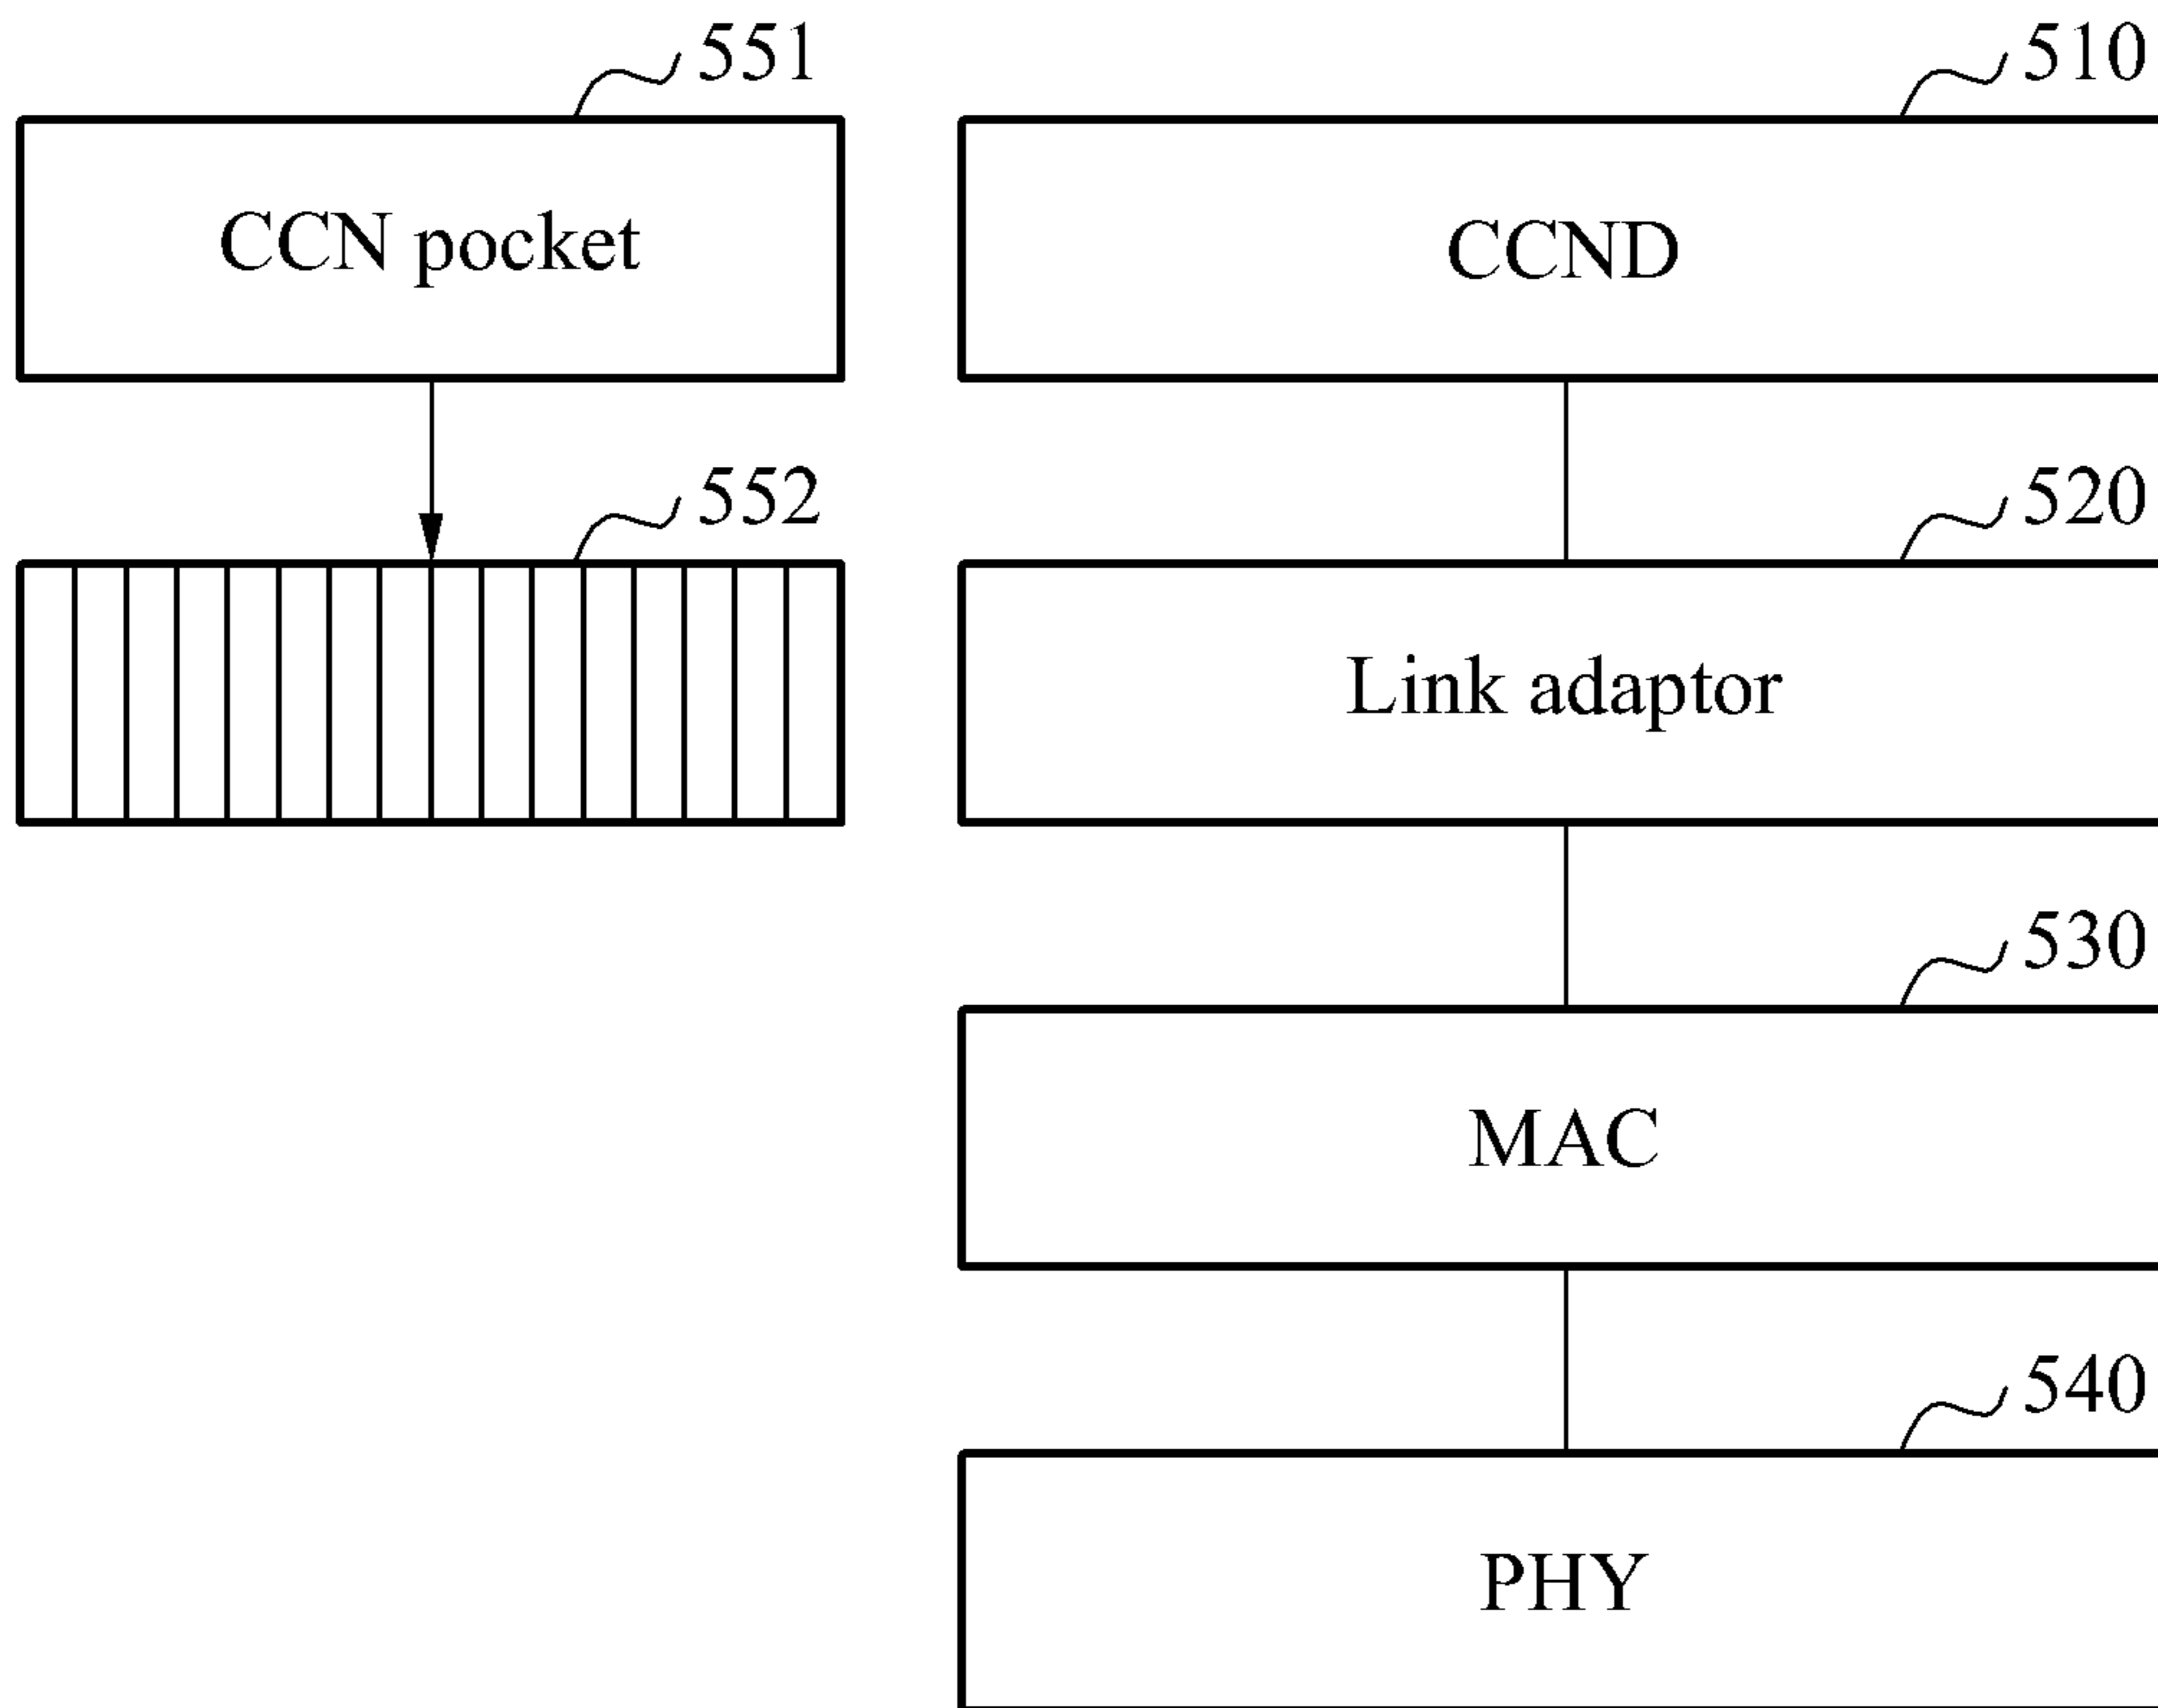 551
510
CCN pocket
CCND
552
520
Link adaptor
530
MAC
540
PHY